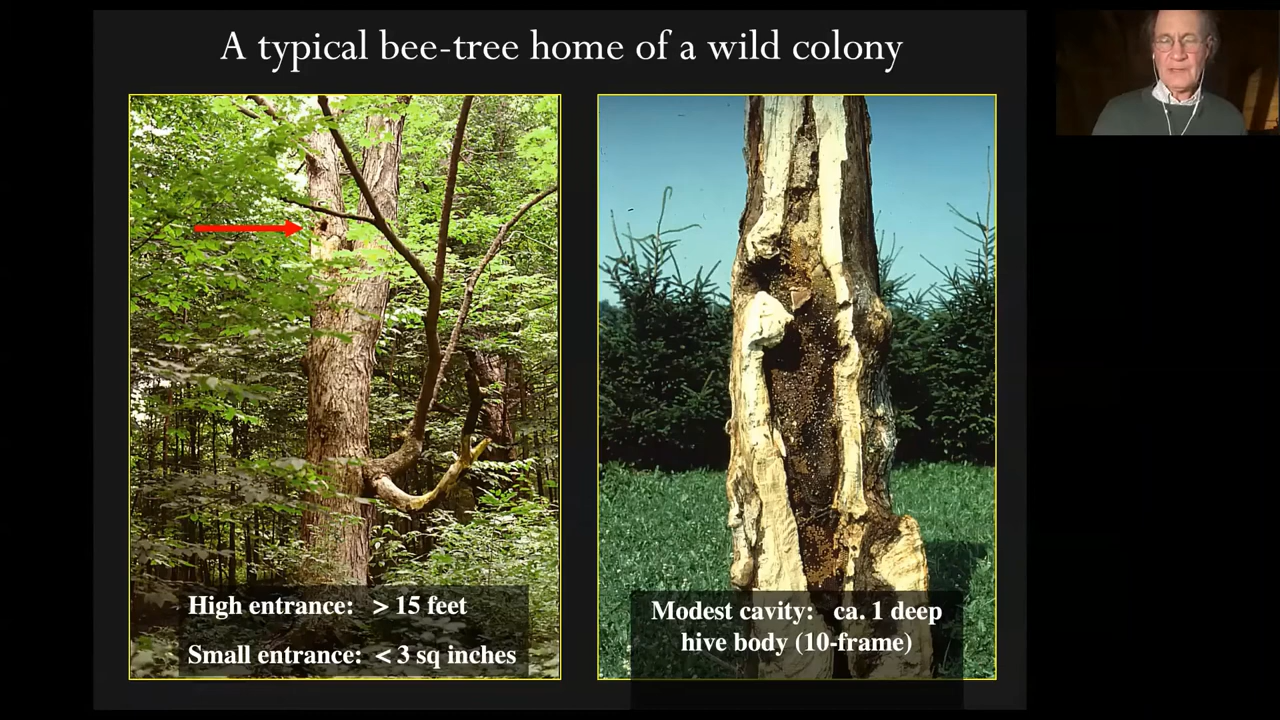 A typical bee-tree home of a wild colony
High entrance: > 15 feet
Small entrance: < 3 sq inches
Modest cavity: ca. 1 deep
hive body (10-frame)